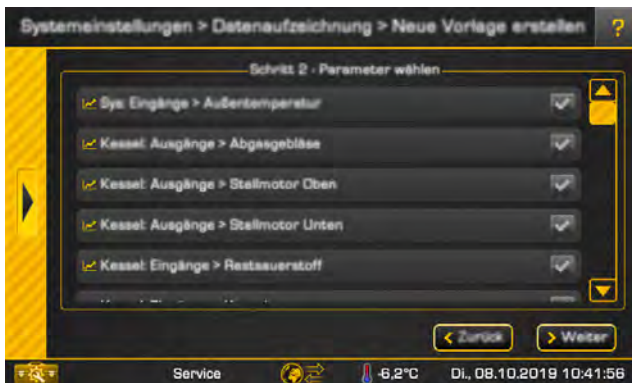 Systemeinstellungen > Datenaufzeichnung > Neue Vorlage erstellen ?
Schritt 2 - Parameter wählen
Sys: Eingänge > Außentemperatur
Kessel: Ausgänge > Abgasgebläse
Kessel: Ausgänge > Stellmotor Oben
Kessel: Ausgänge > Stellmotor Unten
Kessel: Eingänge > Restsauerstoff
< Zurück > Weiter
Service -6,2°C Di., 08.10.2019 10:41:56